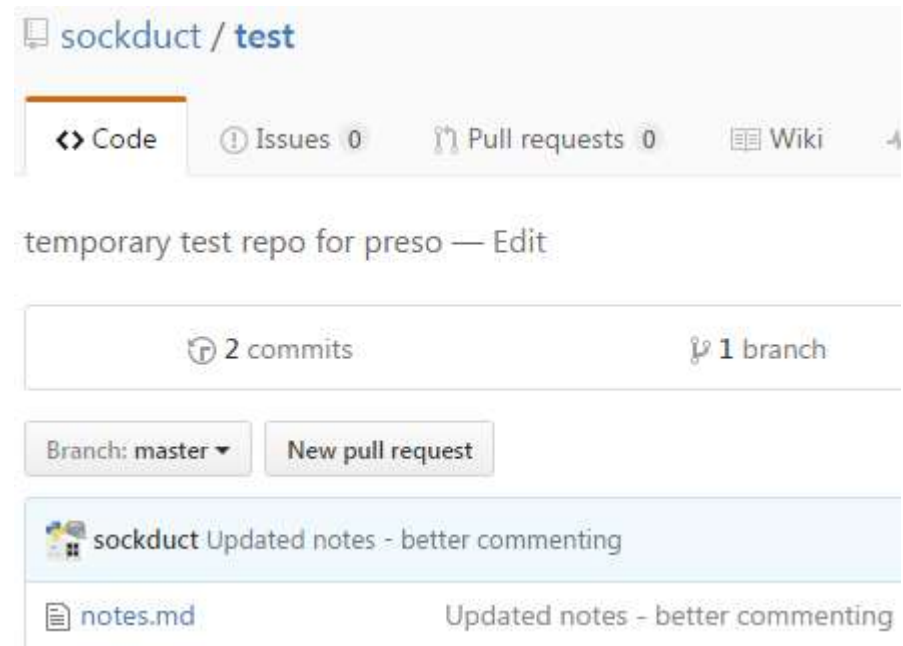 sockduct / test
Code Issues 0 Pull requests 0 Wiki
temporary test repo for preso — Edit
2 commits 1 branch
Branch: master New pull request
sockduct Updated notes - better commenting
notes.md Updated notes - better commenting